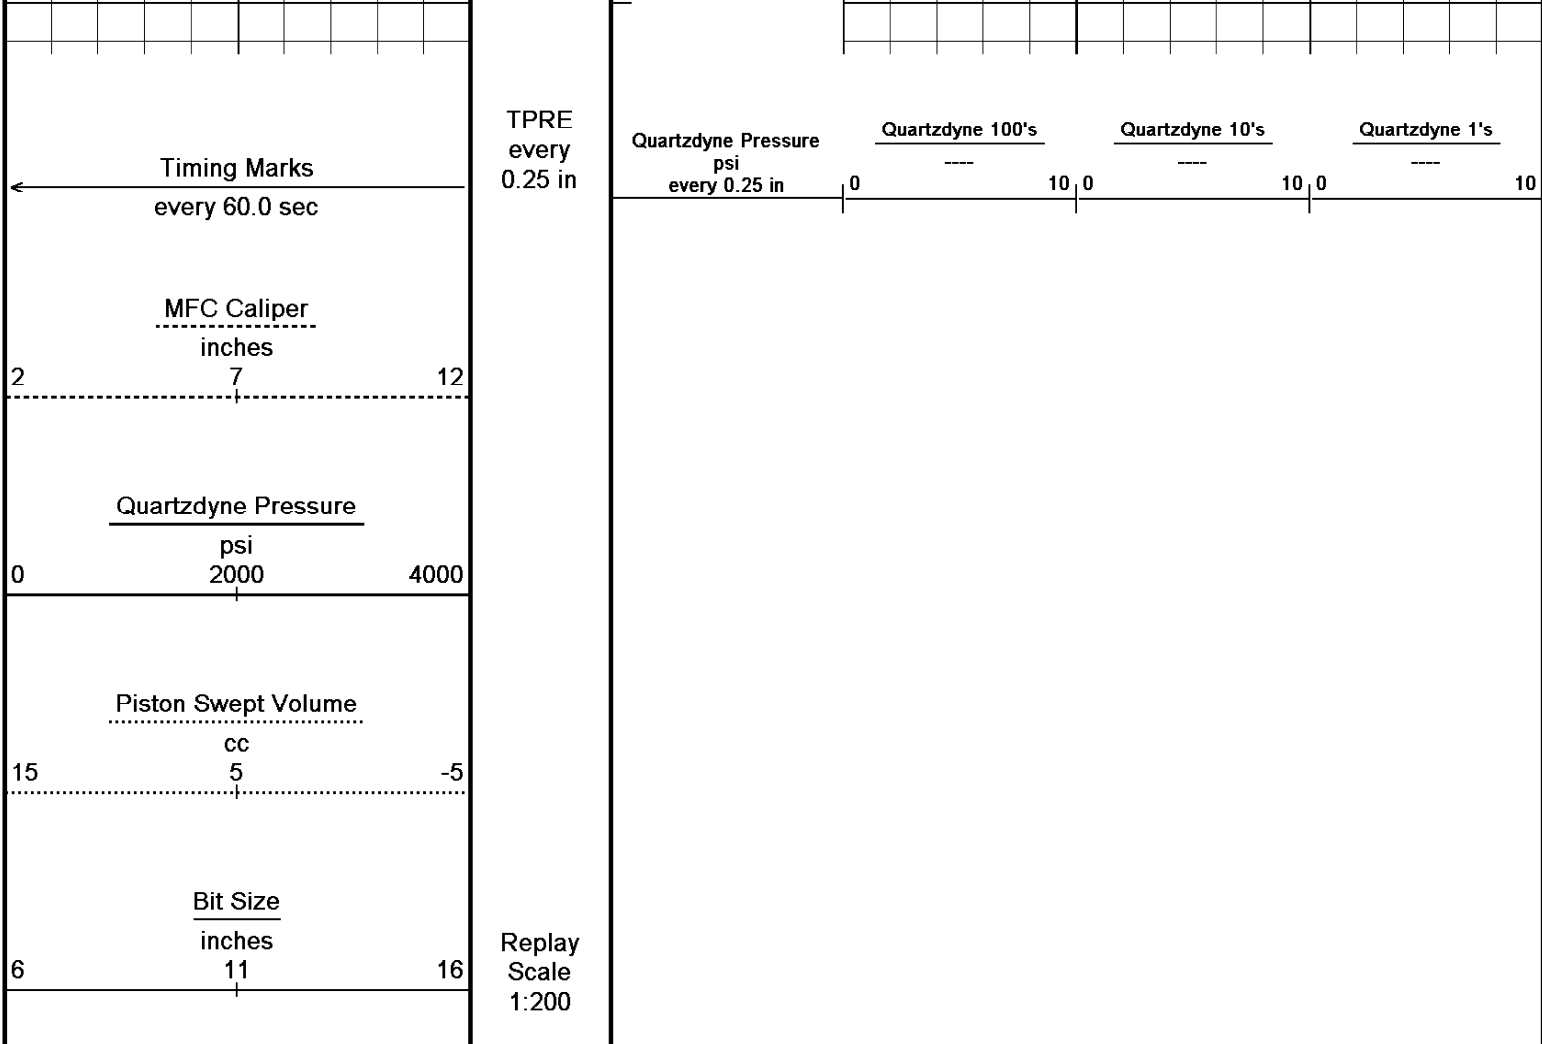 Timing Marks
every 60.0 sec
MFC Caliper
inches
2 7 12
Quartzdyne Pressure
psi
0 2000 4000
Piston Swept Volume
cc
15 5 -5
Bit Size
inches
6 11 16
TPRE
every
0.25 in
Replay
Scale
1:200
Quartzdyne Pressure
psi
every 0.25 in
Quartzdyne 100's
----
0 10
Quartzdyne 10's
----
0 10
Quartzdyne 1's
----
0 10